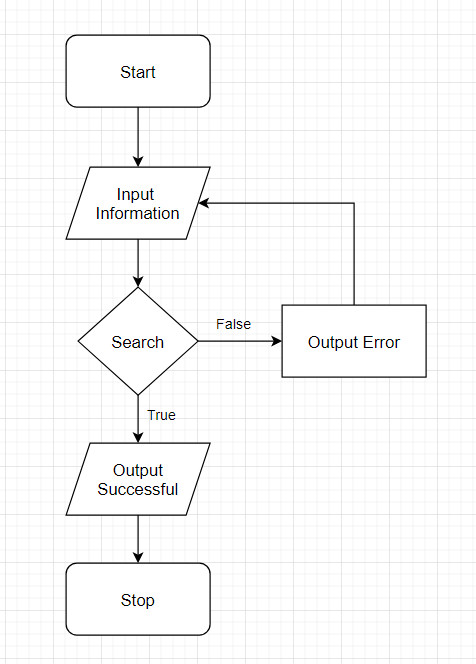 Start
Input
Information
Search
False
Output Error
True
Output
Successful
Stop